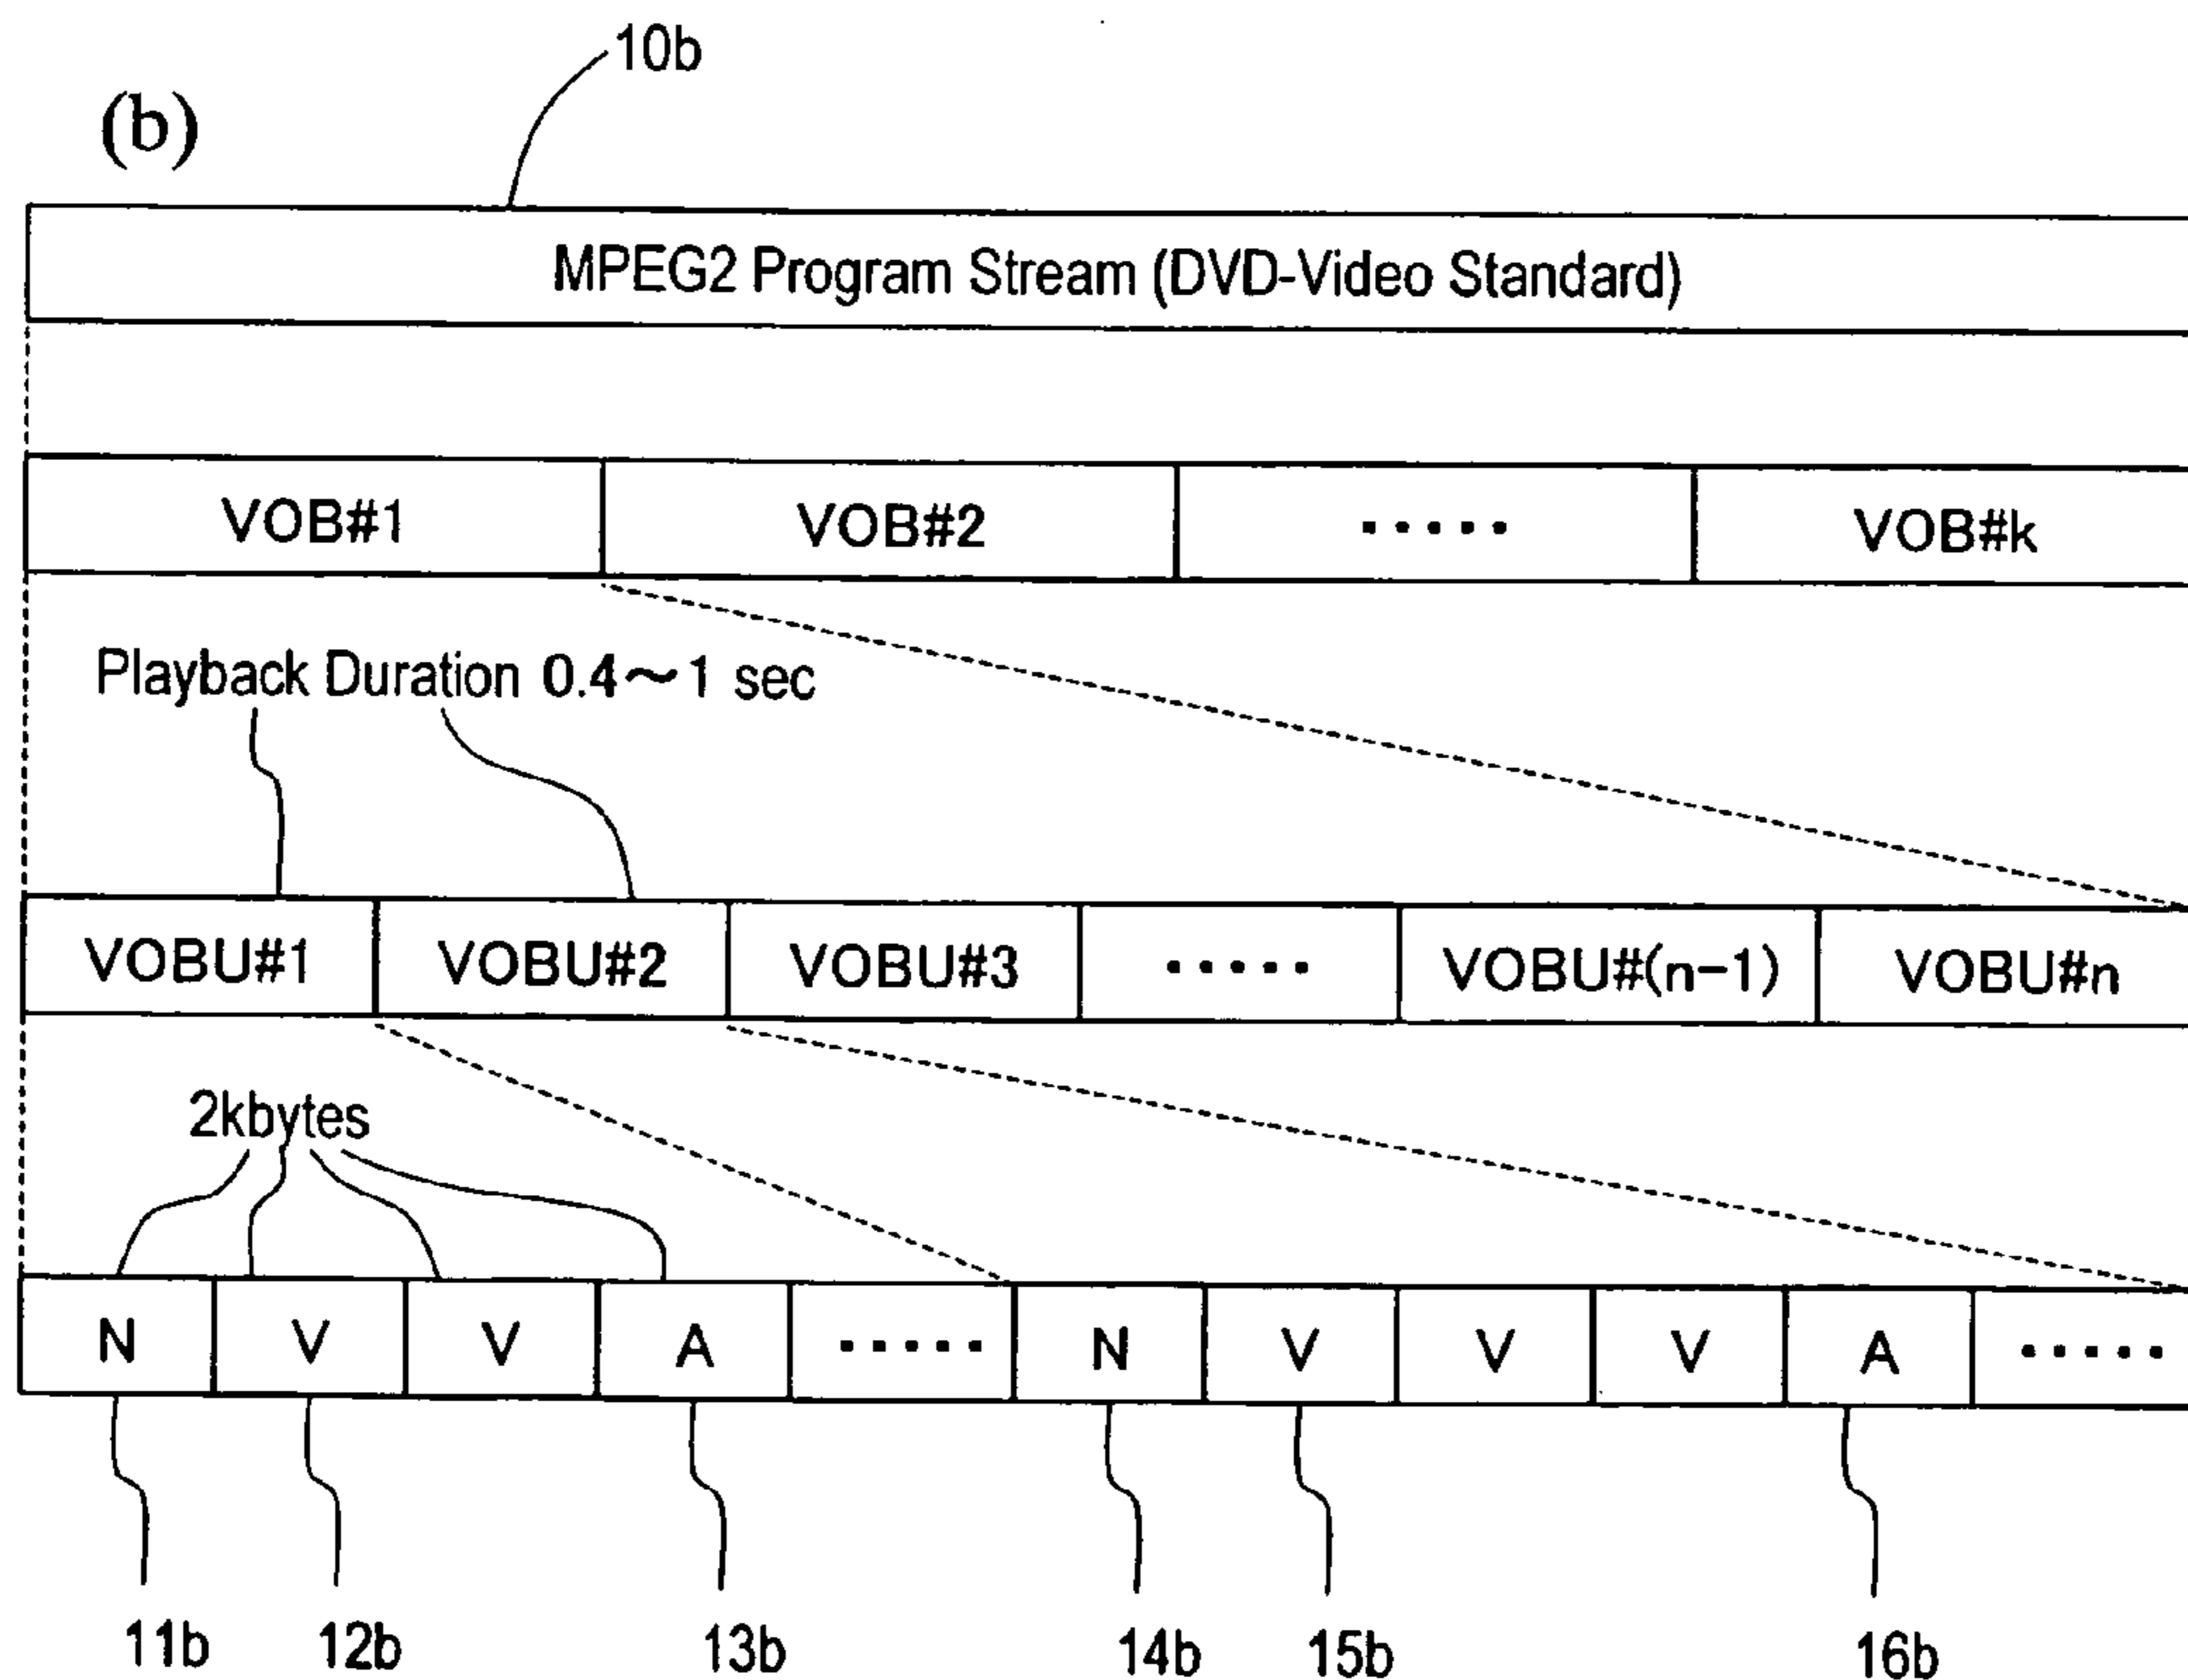 10b
(b)
MPEG2 Program Stream (DVD-Video Standard)
VOB#1 VOB#2 ..... VOB#k
Playback Duration 0.4～1 sec
VOBU#1 VOBU#2 VOBU#3 ..... VOBU#(n-1) VOBU#n
2kbytes
N V V A ..... N V V V A .....
11b 12b 13b 14b 15b 16b